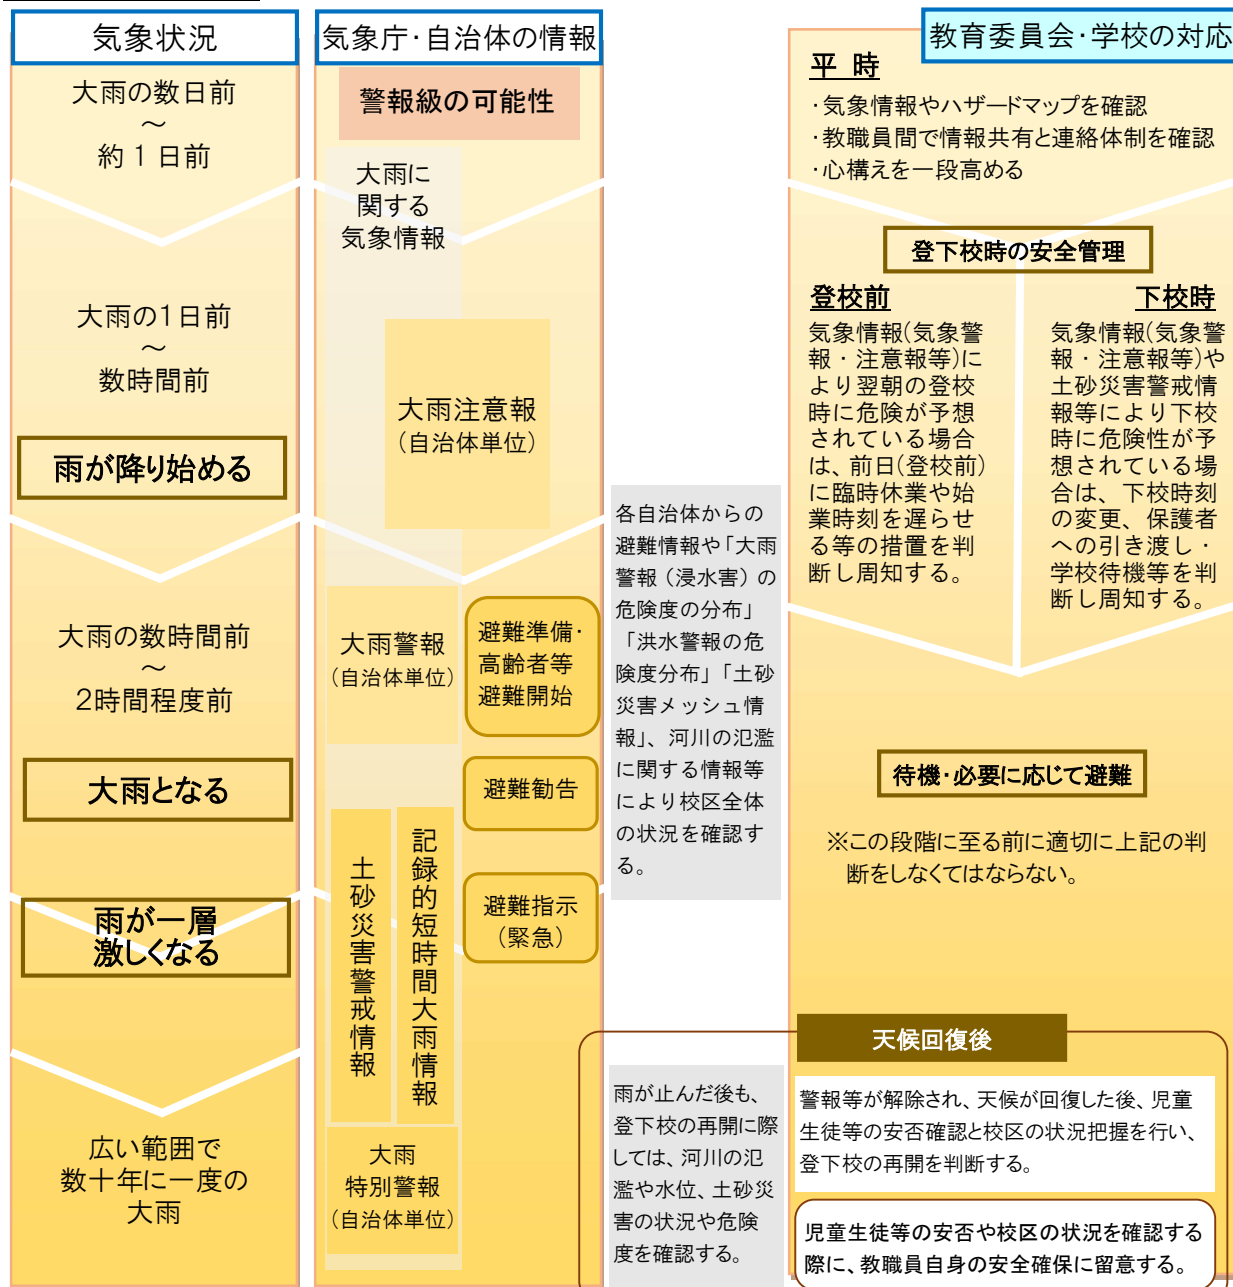 気象状況
大雨の数日前
～
約１日前
大雨の1日前
～
数時間前
雨が降り始める
大雨の数時間前
～
2時間程度前
大雨となる
雨が一層
激しくなる
広い範囲で
数十年に一度の
大雨
気象庁・自治体の情報
警報級の可能性
大雨に
関する
気象情報
大雨注意報
（自治体単位）
大雨警報
（自治体単位）
避難準備・
高齢者等
避難開始
避難勧告
避難指示
（緊急）
土砂災害警戒情報
記録的短時間大雨情報
大雨
特別警報
（自治体単位）
各自治体からの
避難情報や「大雨
警報（浸水害）の
危険度の分布」
「洪水警報の危
険度分布」「土砂
災害メッシュ情
報」、河川の氾濫
に関する情報等
により校区全体
の状況を確認す
る。
雨が止んだ後も、
登下校の再開に際
しては、河川の氾
濫や水位、土砂災
害の状況や危険
度を確認する。
教育委員会・学校の対応
平 時
・気象情報やハザードマップを確認
・教職員間で情報共有と連絡体制を確認
・心構えを一段高める
登下校時の安全管理
登校前
気象情報(気象警
報・注意報等)に
より翌朝の登校
時に危険が予想
されている場合
は、前日(登校前)
に臨時休業や始
業時刻を遅らせ
る等の措置を判
断し周知する。
下校時
気象情報(気象警
報・注意報等)や
土砂災害警戒情
報等により下校
時に危険性が予
想されている場
合は、下校時刻
の変更、保護者
への引き渡し・
学校待機等を判
断し周知する。
待機・必要に応じて避難
※この段階に至る前に適切に上記の判
断をしなくてはならない。
天候回復後
警報等が解除され、天候が回復した後、児童
生徒等の安否確認と校区の状況把握を行い、
登下校の再開を判断する。
児童生徒等の安否や校区の状況を確認する
際に、教職員自身の安全確保に留意する。